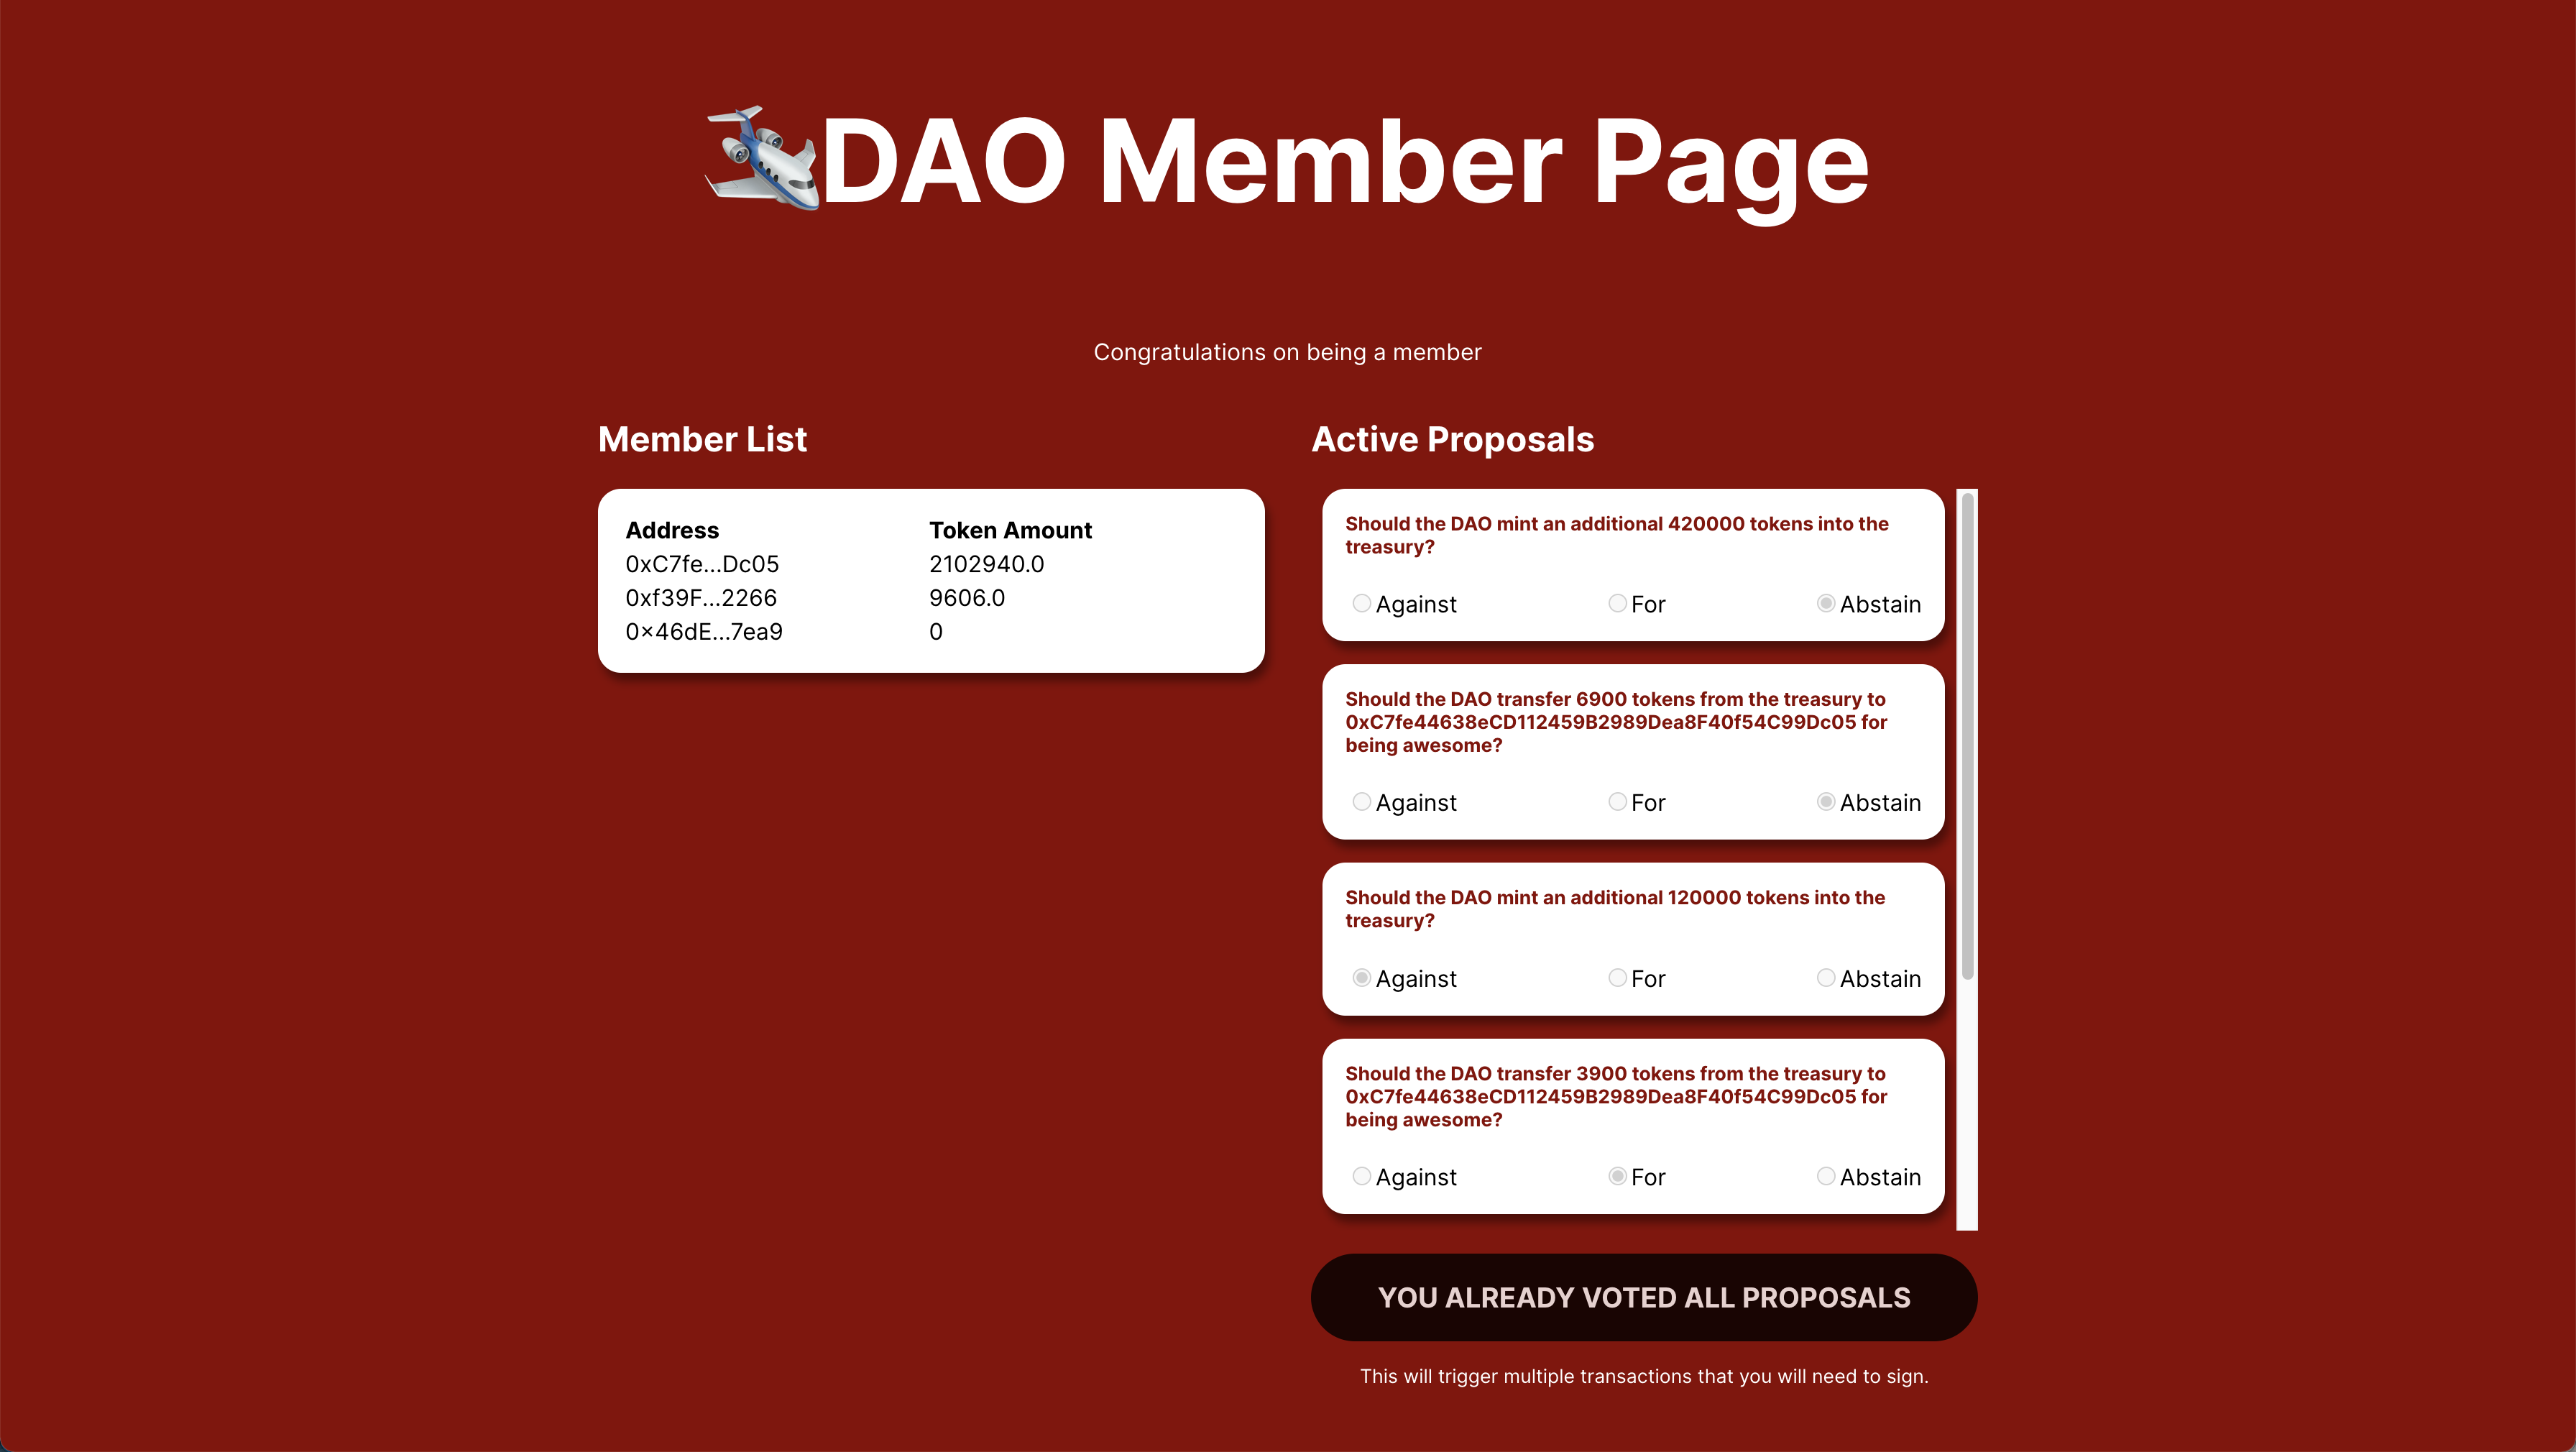 DAO Member Page
Congratulations on being a member
Member List
Address Token Amount
0xC7fe...Dc05 2102940.0
0xf39F...2266 9606.0
0×46dE...7ea9 0
Active Proposals
Should the DAO mint an additional 420000 tokens into the
treasury?
Against For Abstain
Should the DAO transfer 6900 tokens from the treasury to
0xC7fe44638eCD112459B2989Dea8F40f54C99Dc05 for
being awesome?
Against For Abstain
Should the DAO mint an additional 120000 tokens into the
treasury?
Against For Abstain
Should the DAO transfer 3900 tokens from the treasury to
0xC7fe44638eCD112459B2989Dea8F40f54C99Dc05 for
being awesome?
Against For Abstain
YOU ALREADY VOTED ALL PROPOSALS
This will trigger multiple transactions that you will need to sign.